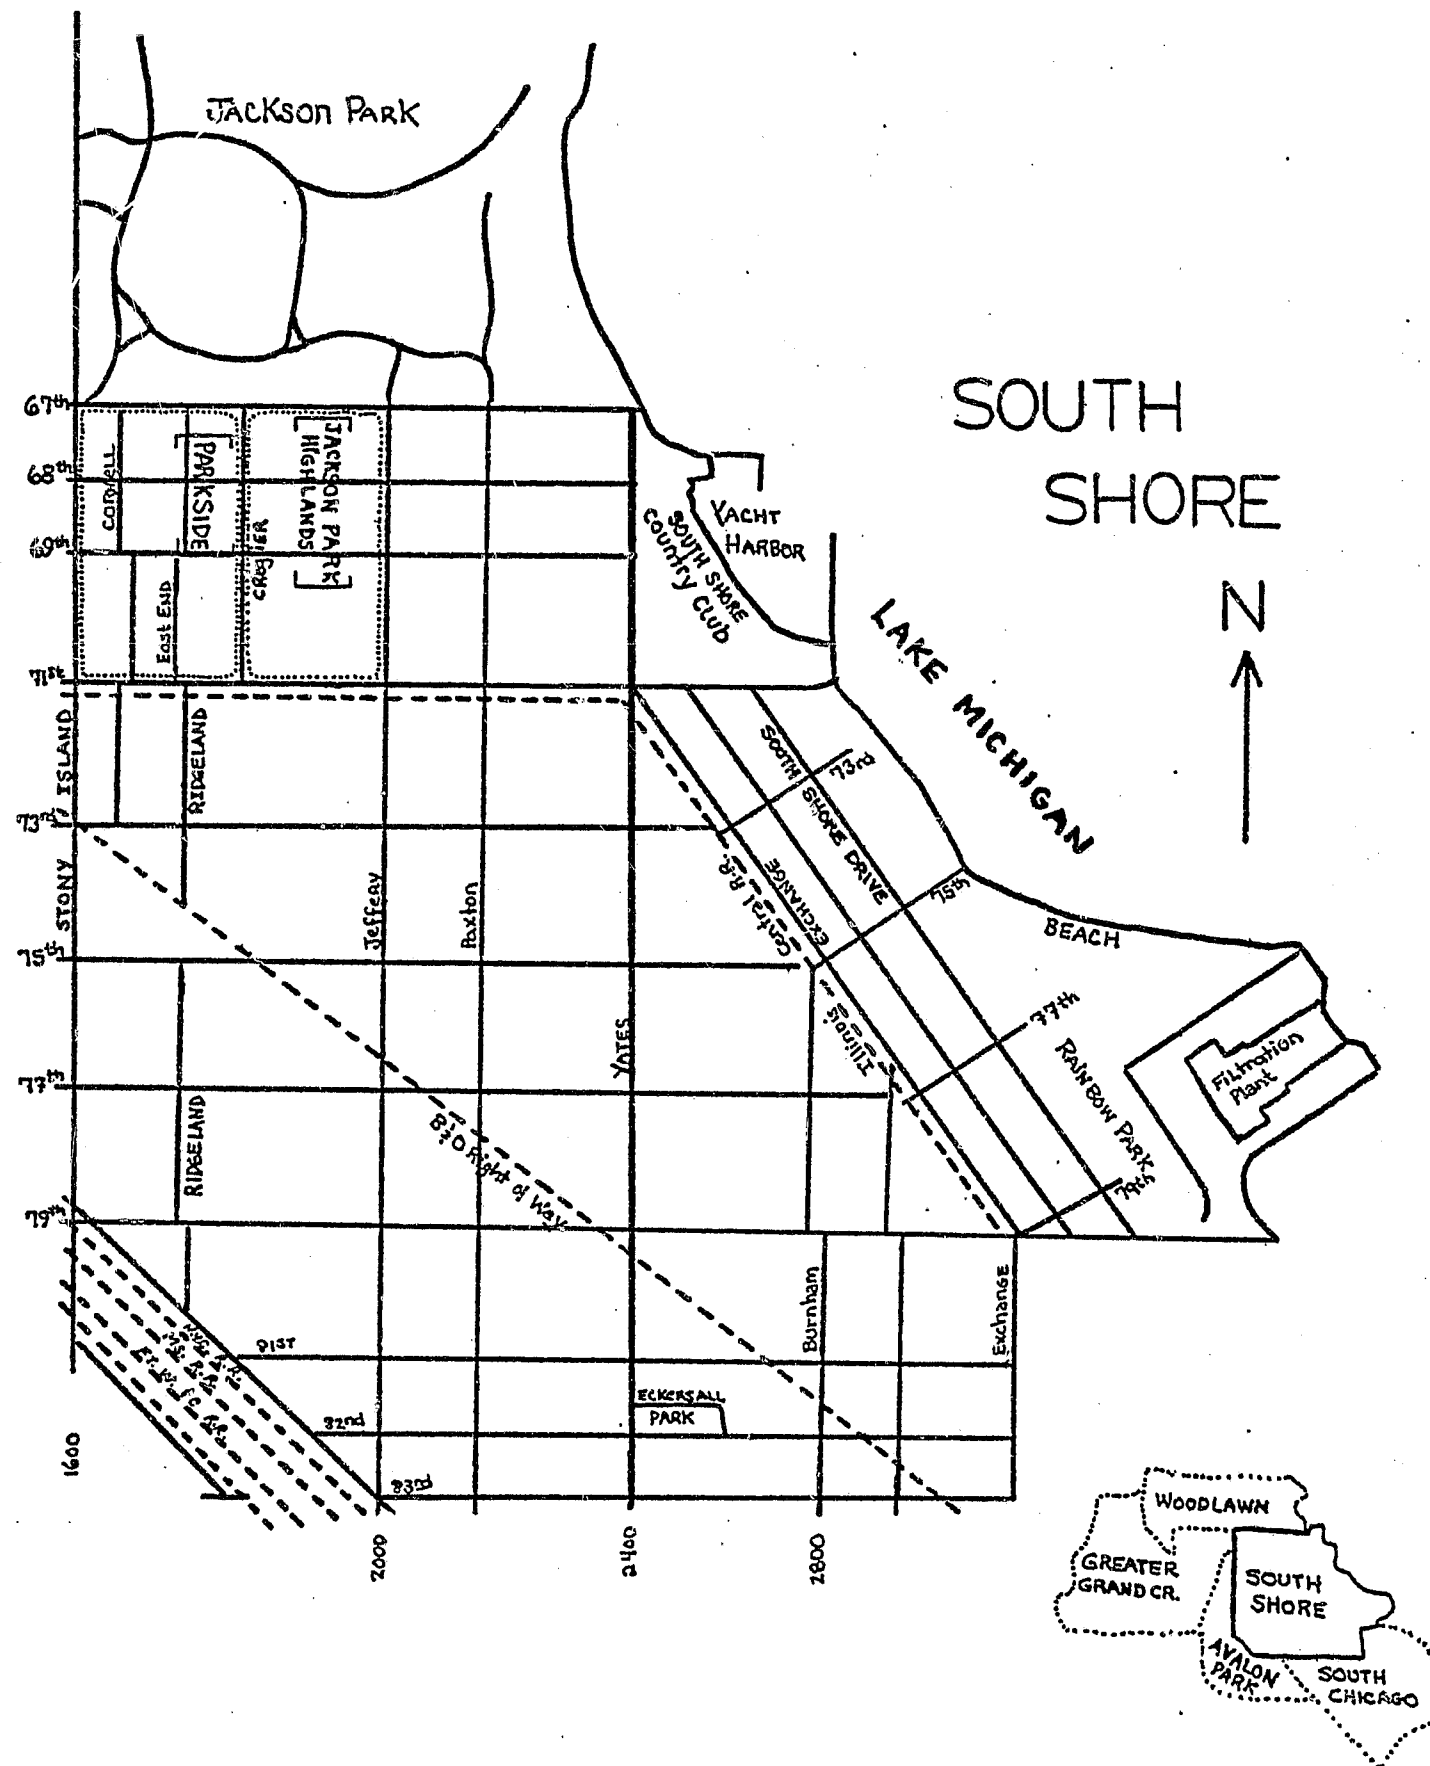 JACKSON PARK
SOUTH
SHORE
N
67th
68th
69th
71st
73rd
75th
77th
79th
CORNELL
[PARKSIDE]
[JACKSON PARK
HIGHLANDS]
East END
YACHT
HARBOR
SOUTH SHORE
Country Club
LAKE MICHIGAN
STONY ISLAND
RIDGELAND
Jeffery
Paxton
YATES
SOUTH SHORE DRIVE
EXCHANGE
Illinois Central R.R.
73rd
75th
77th
79th
BEACH
RAINBOW PARK
Filtration
Plant
RIDGELAND
B&O Right of Way
Burnham
Exchange
81ST
82nd
83rd
ECKERSALL
PARK
1600
2000
2400
2800
WOODLAWN
GREATER
GRAND CR.
SOUTH
SHORE
AVALON
PARK
SOUTH
CHICAGO